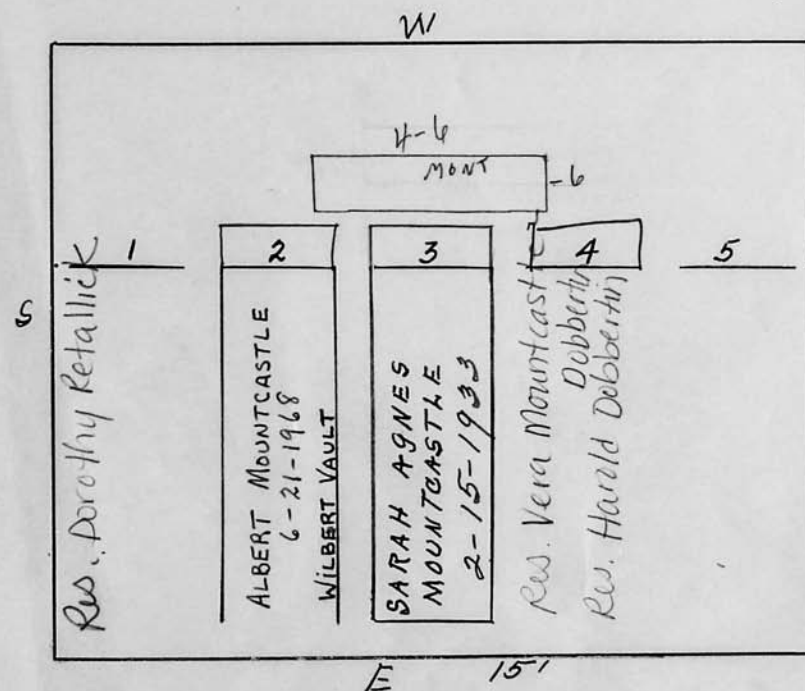 W
4-6
MONT
-6
1
2
3
4
5
S
Res. Dorothy Retallick
ALBERT MOUNTCASTLE
6-21-1968
WILBERT VAULT
SARAH AGNES
MOUNTCASTLE
2-15-1933
Res. Vera Mountcastle
Dobbertin
Res. Harold Dobbertin
E
15'